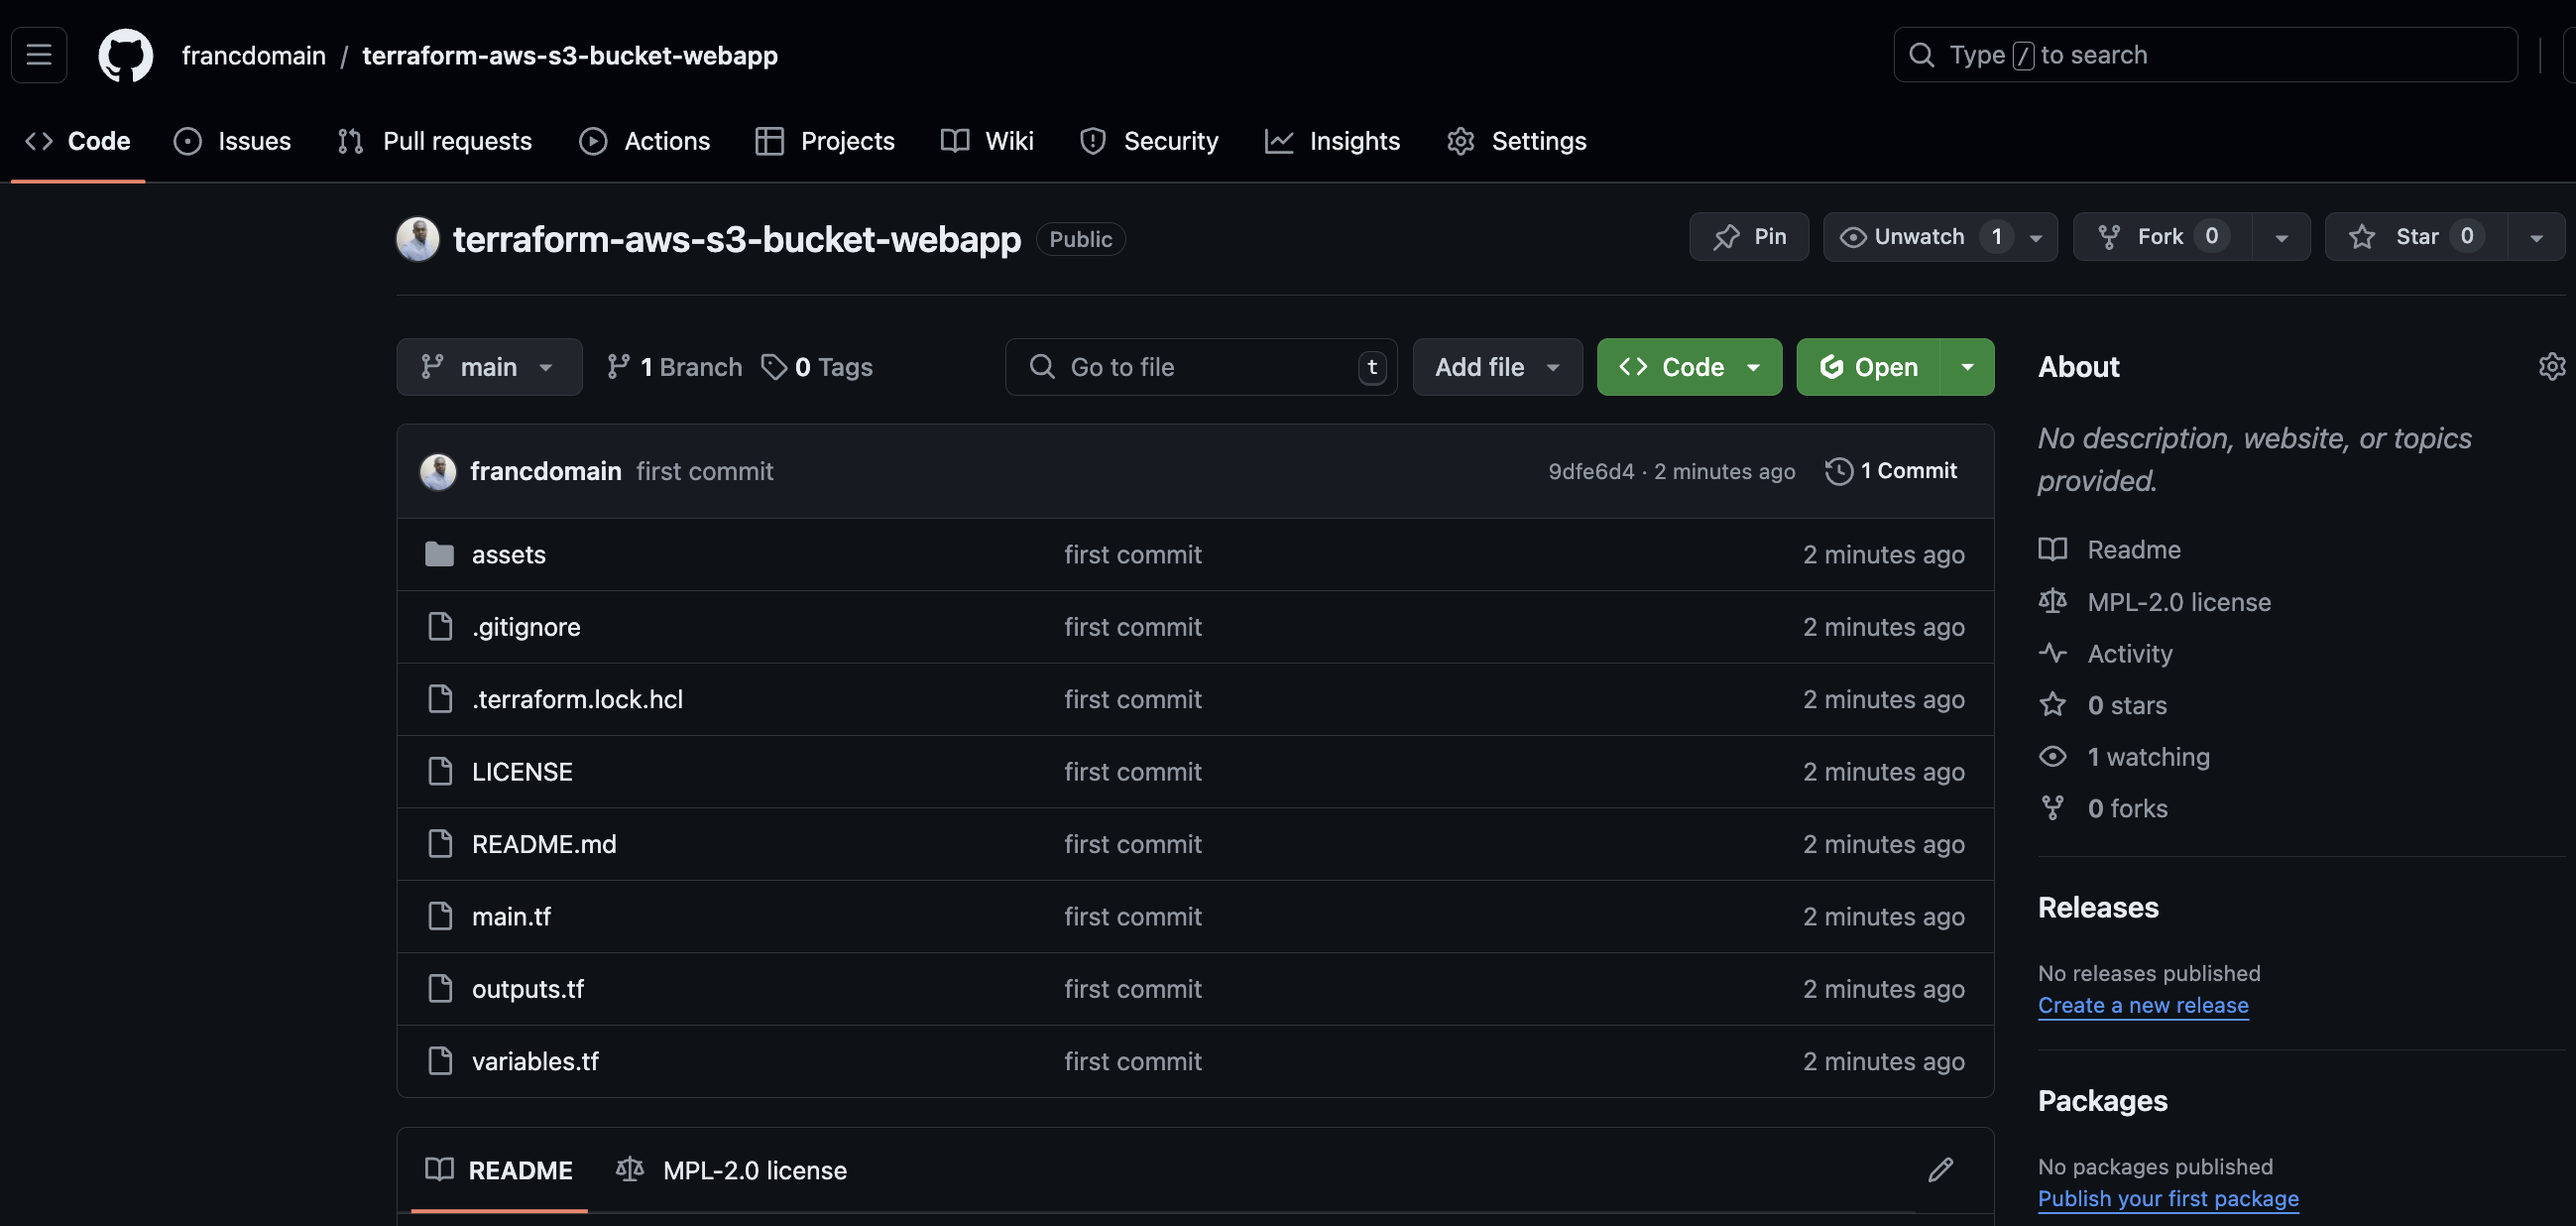 francdomain / terraform-aws-s3-bucket-webapp
Type / to search
Code Issues Pull requests Actions Projects Wiki Security Insights Settings
terraform-aws-s3-bucket-webapp Public
Pin Unwatch 1 Fork 0 Star 0
main 1 Branch 0 Tags Go to file t Add file Code Open
francdomain first commit 9dfe6d4 · 2 minutes ago 1 Commit
assets first commit 2 minutes ago
.gitignore first commit 2 minutes ago
.terraform.lock.hcl first commit 2 minutes ago
LICENSE first commit 2 minutes ago
README.md first commit 2 minutes ago
main.tf first commit 2 minutes ago
outputs.tf first commit 2 minutes ago
variables.tf first commit 2 minutes ago
README MPL-2.0 license
About
No description, website, or topics
provided.
Readme
MPL-2.0 license
Activity
0 stars
1 watching
0 forks
Releases
No releases published
Create a new release
Packages
No packages published
Publish your first package